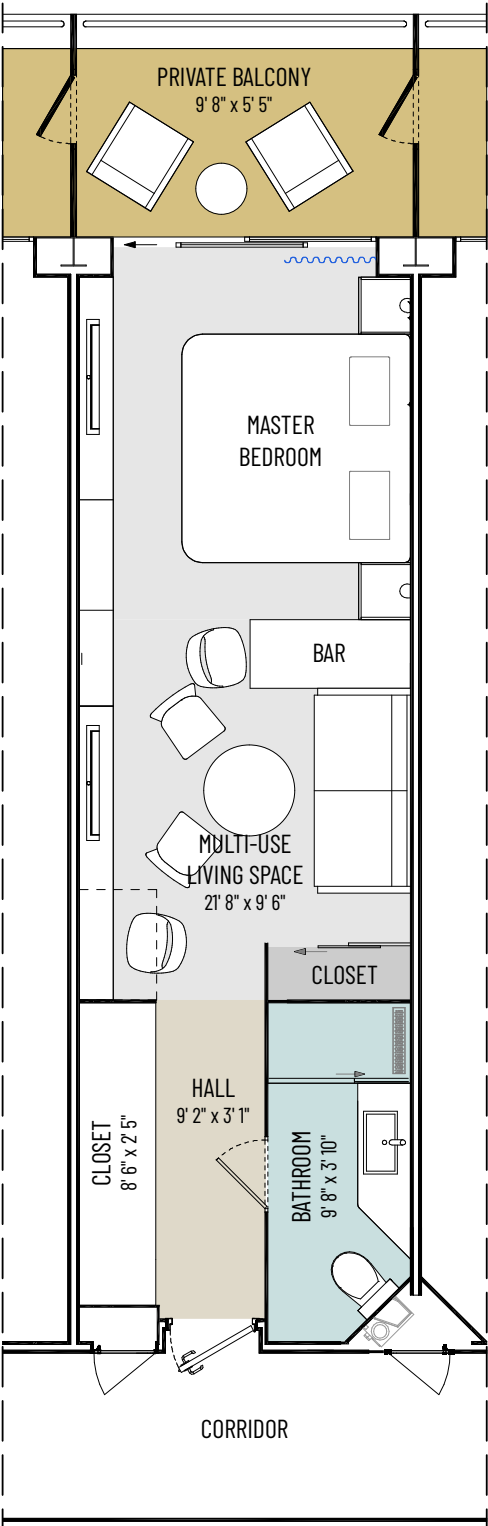 PRIVATE BALCONY
9' 8" x 5' 5"
MASTER
BEDROOM
BAR
MULTI-USE
LIVING SPACE
21' 8" x 9' 6"
CLOSET
HALL
9' 2" x 3' 1"
CLOSET
8' 6" x 2' 5"
BATHROOM
9' 8" x 3' 10"
CORRIDOR